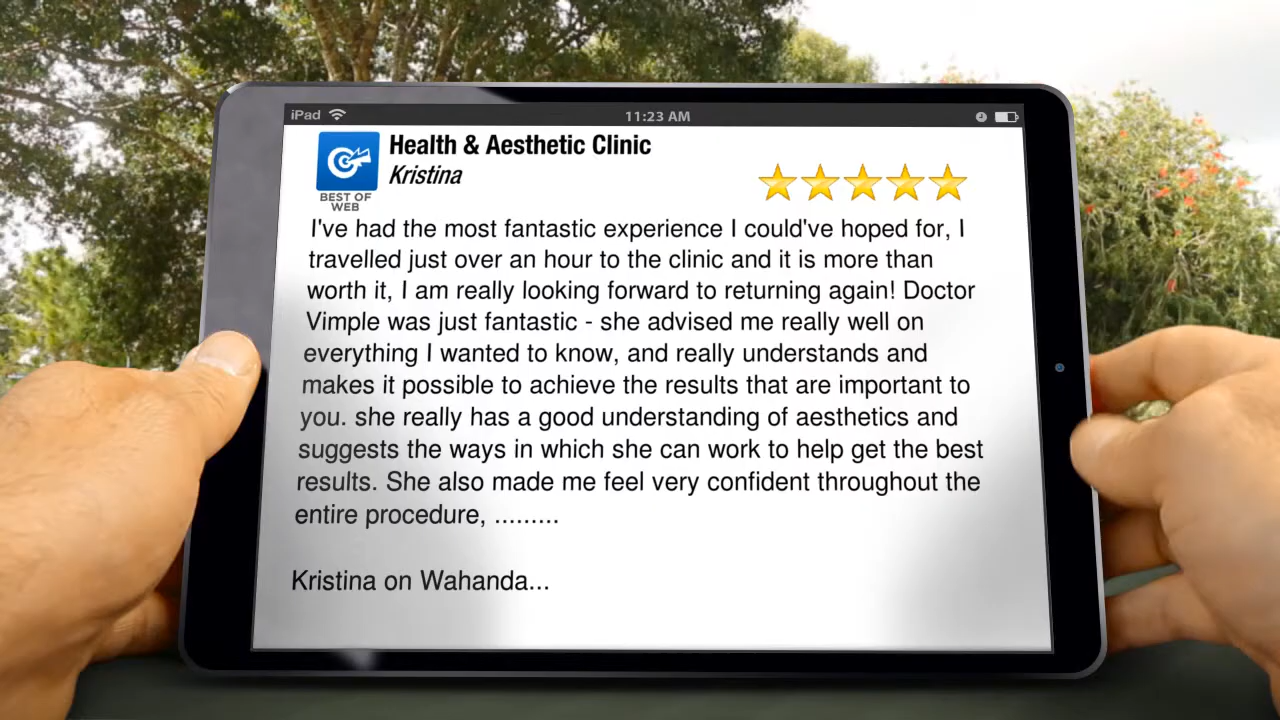 iPad
11:23 AM
Health & Aesthetic Clinic
Kristina
BEST OF
WEB
I've had the most fantastic experience I could've hoped for, I
travelled just over an hour to the clinic and it is more than
worth it, I am really looking forward to returning again! Doctor
Vimple was just fantastic - she advised me really well on
everything I wanted to know, and really understands and
makes it possible to achieve the results that are important to
you. she really has a good understanding of aesthetics and
suggests the ways in which she can work to help get the best
results. She also made me feel very confident throughout the
entire procedure, .........
Kristina on Wahanda...